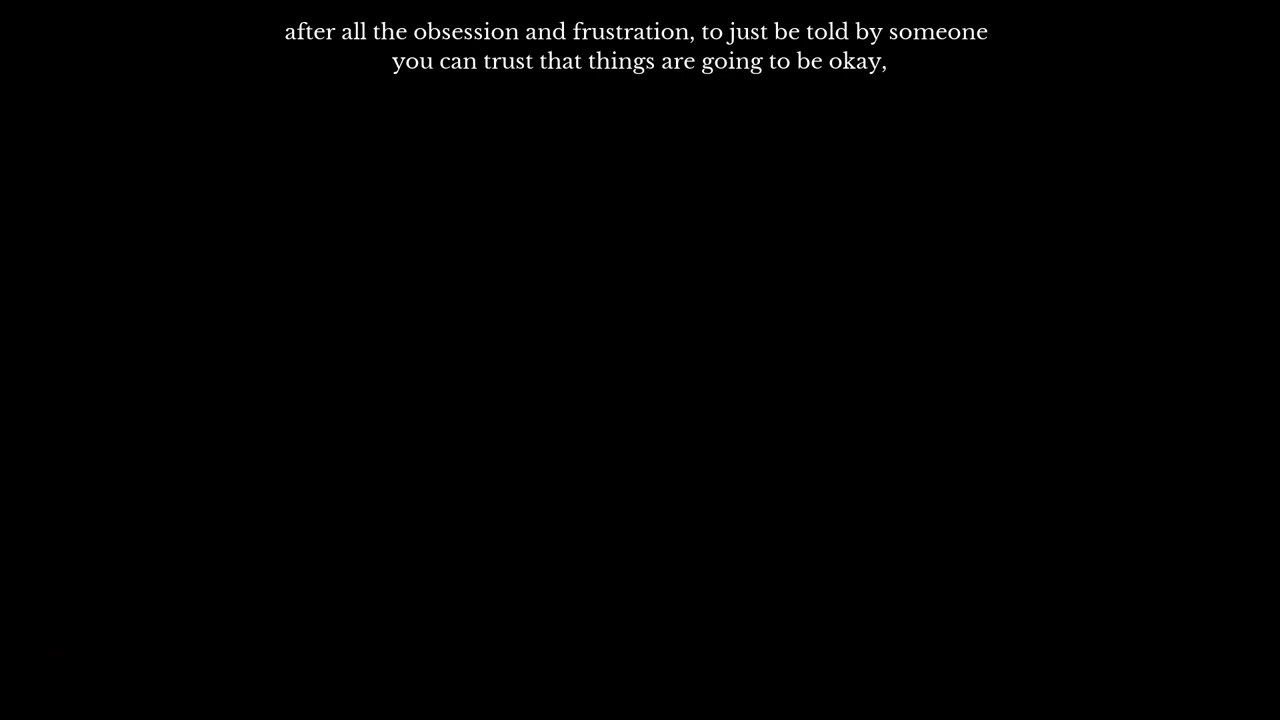 after all the obsession and frustration, to just be told by someone
you can trust that things are going to be okay,